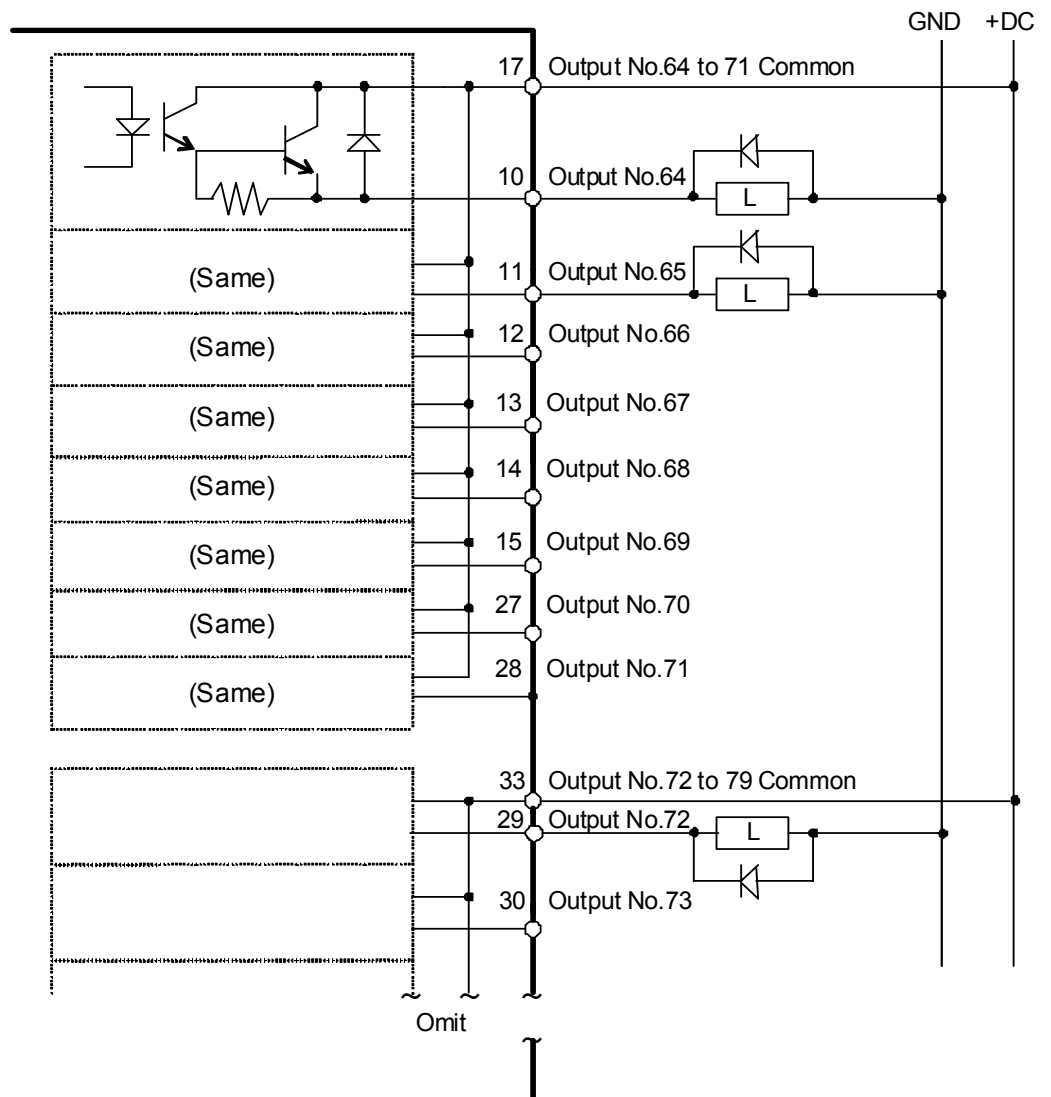 GND +DC
17 Output No.64 to 71 Common
10 Output No.64
L
11 Output No.65
L
(Same)
12 Output No.66
(Same)
13 Output No.67
(Same)
14 Output No.68
(Same)
15 Output No.69
(Same)
27 Output No.70
(Same)
28 Output No.71
(Same)
33 Output No.72 to 79 Common
29 Output No.72
L
30 Output No.73
Omit